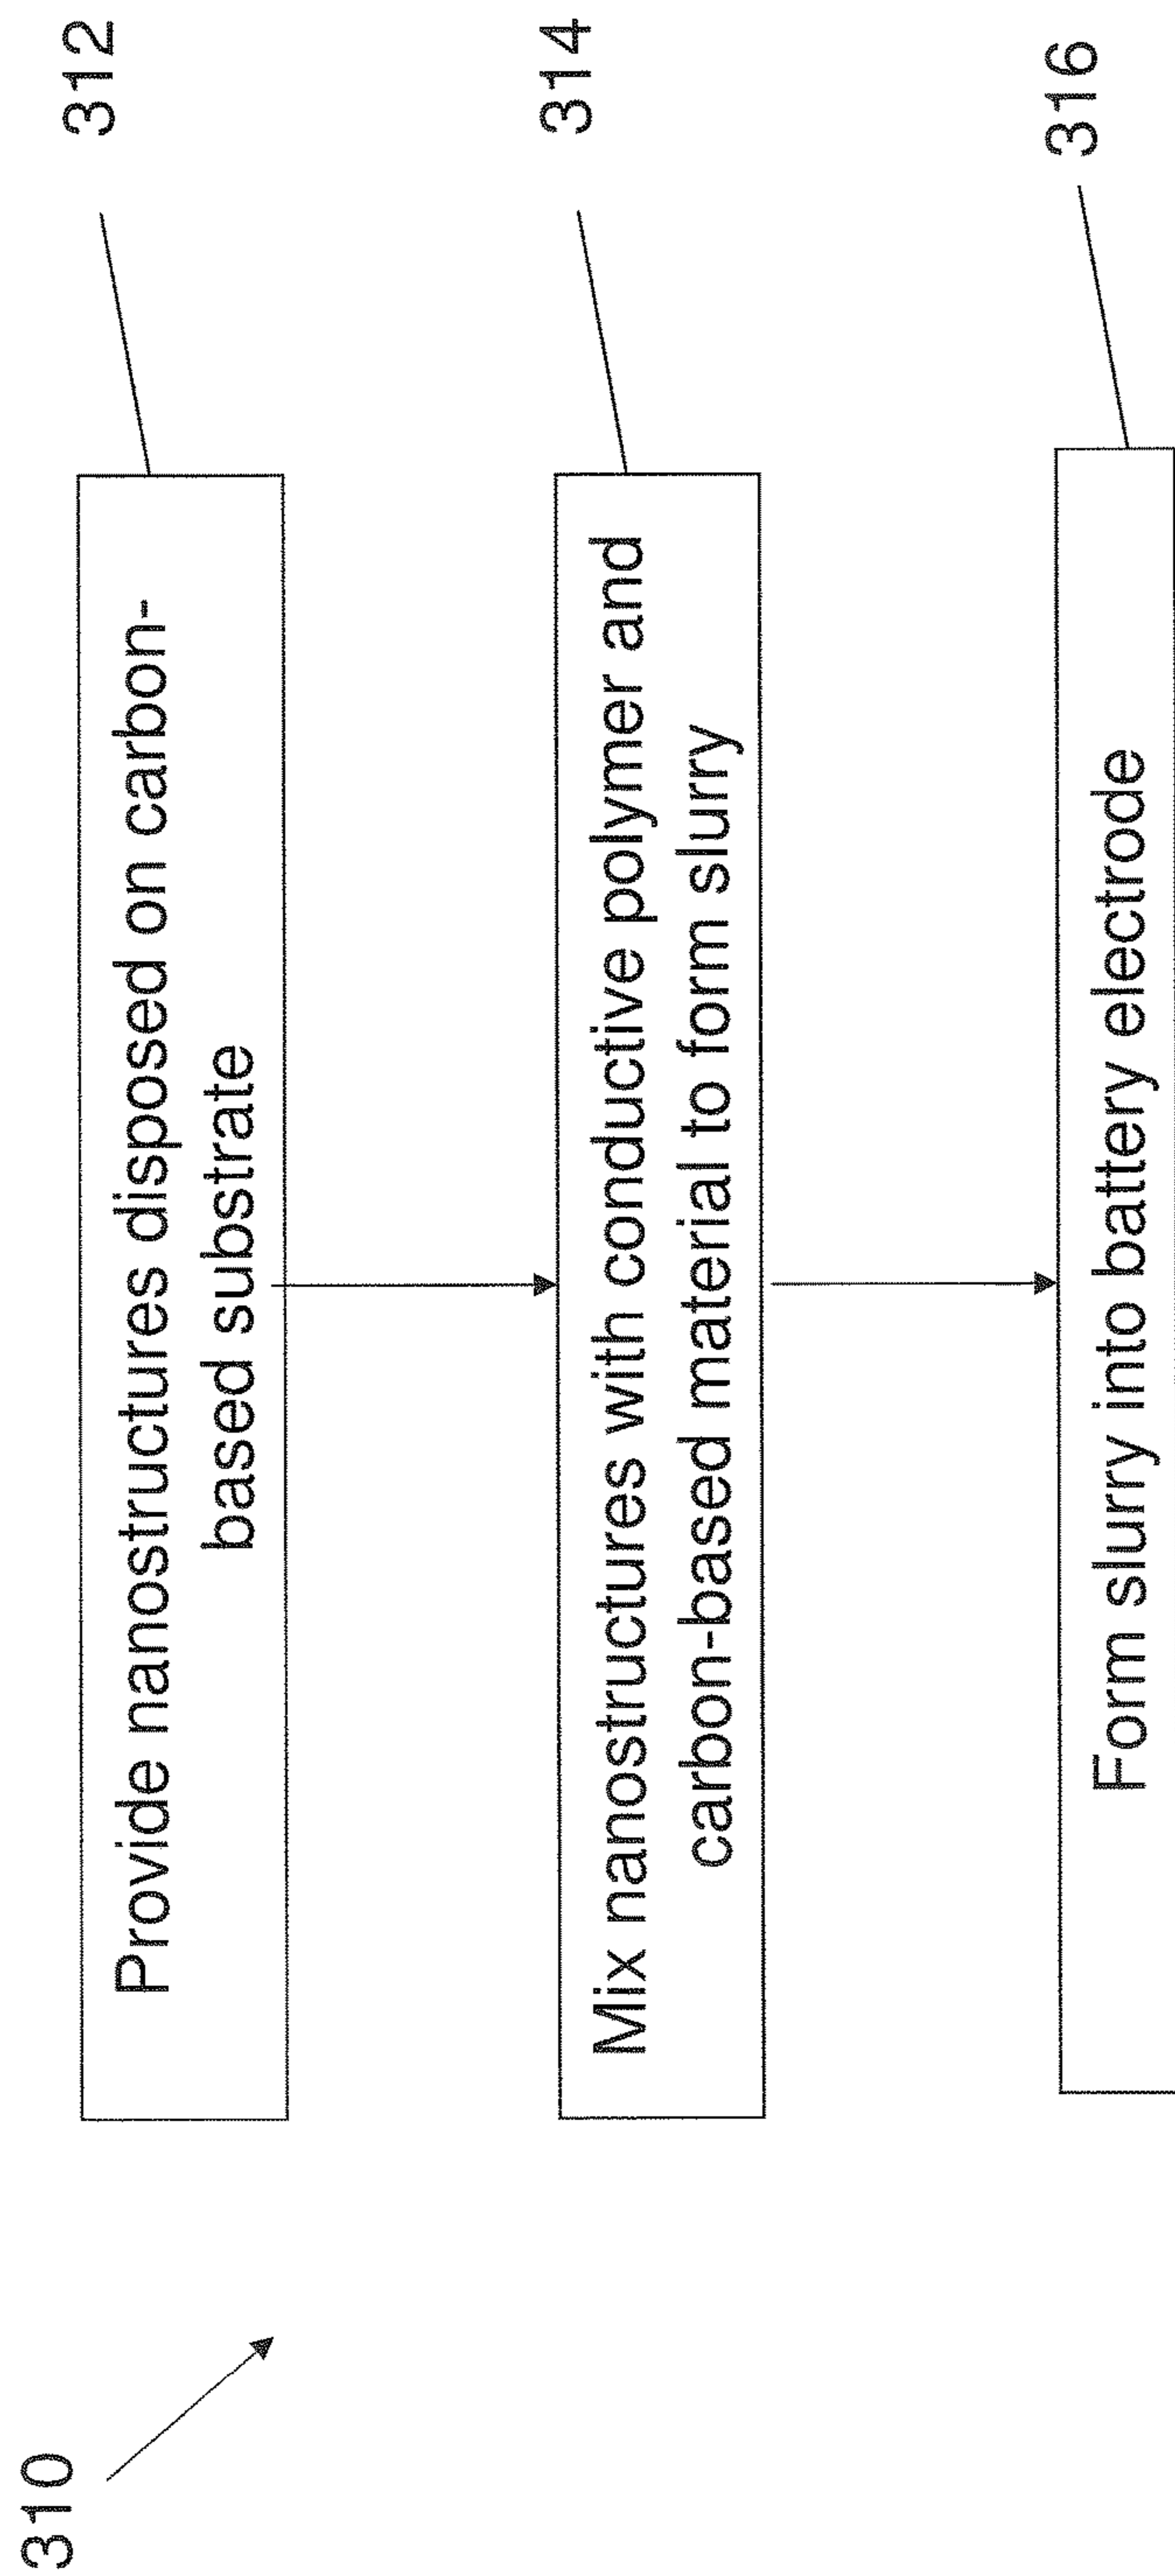 310
Provide nanostructures disposed on carbon-
based substrate
312
Mix nanostructures with conductive polymer and
carbon-based material to form slurry
314
Form slurry into battery electrode
316